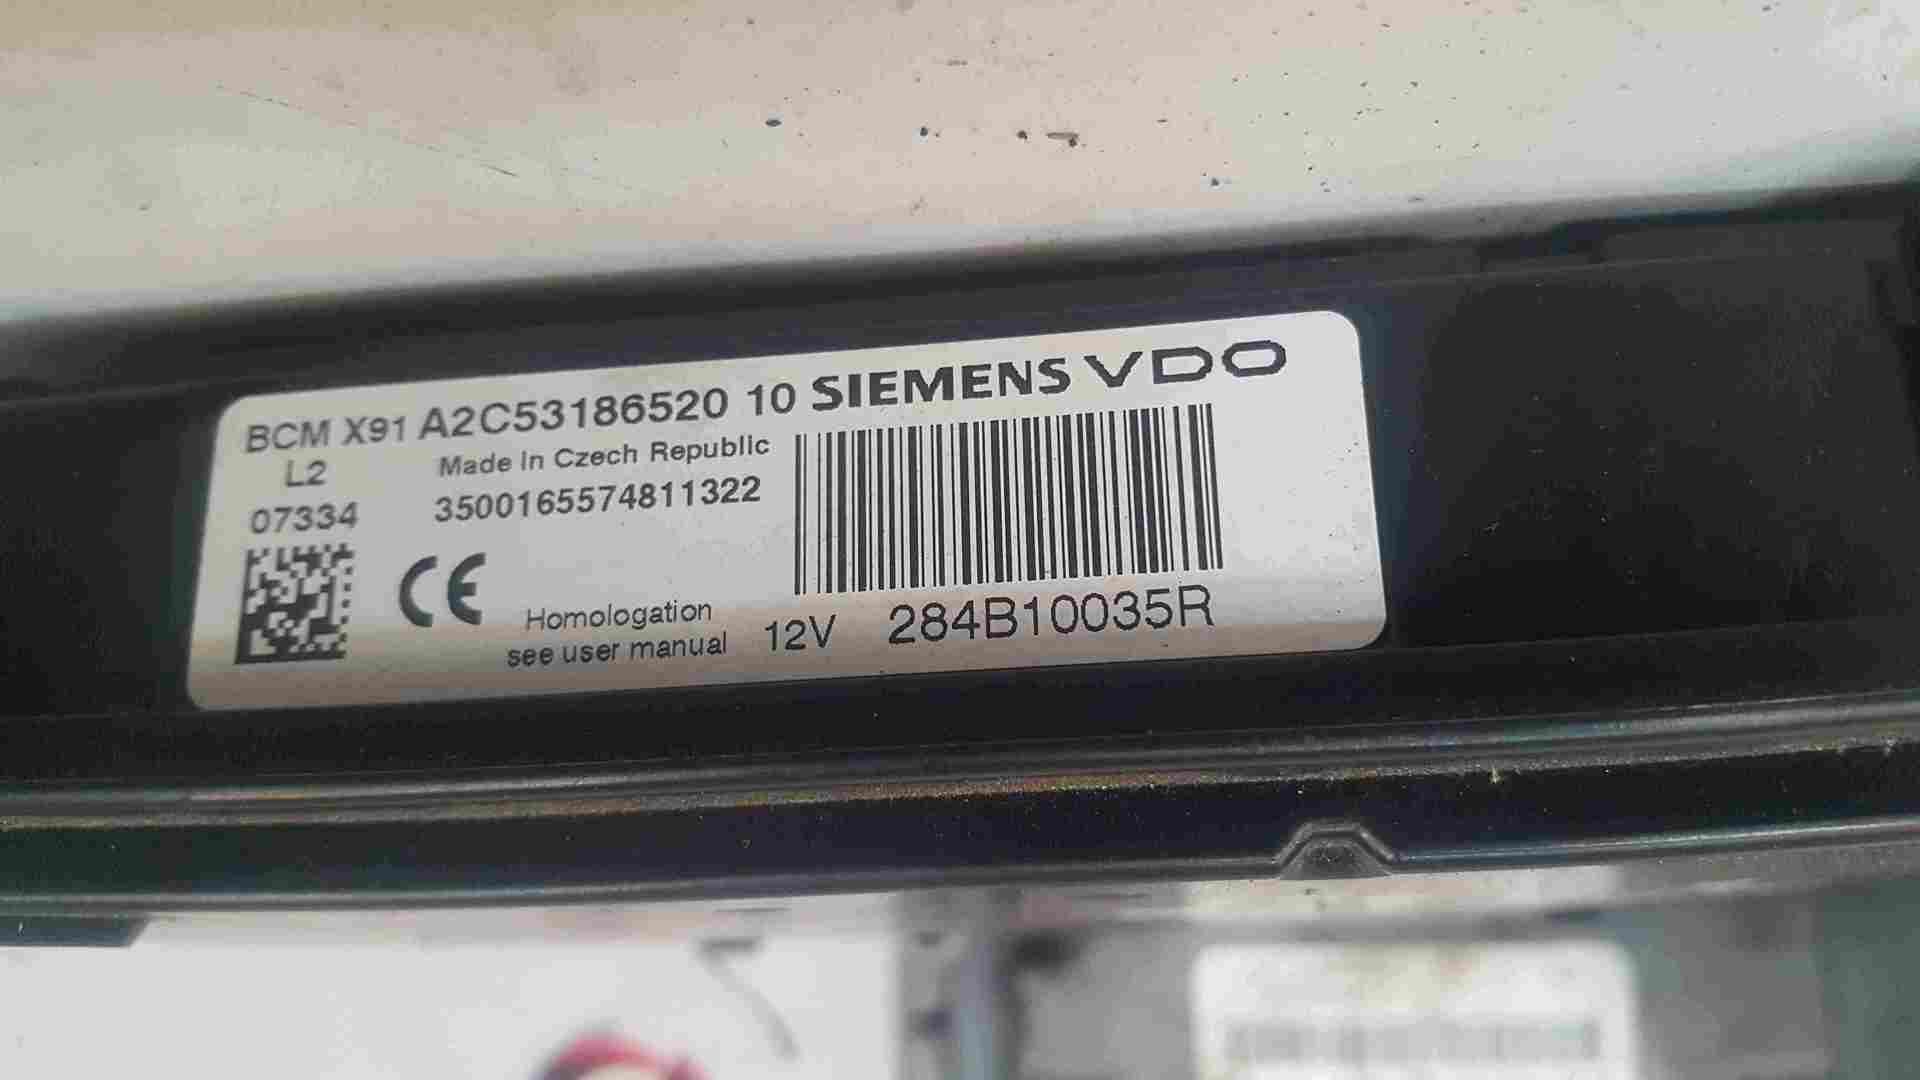 BCM X91 A2C53186520 10 SIEMENS VDO
L2 Made in Czech Republic
07334 3500165574811322
CE
Homologation
see user manual 12V 284B10035R